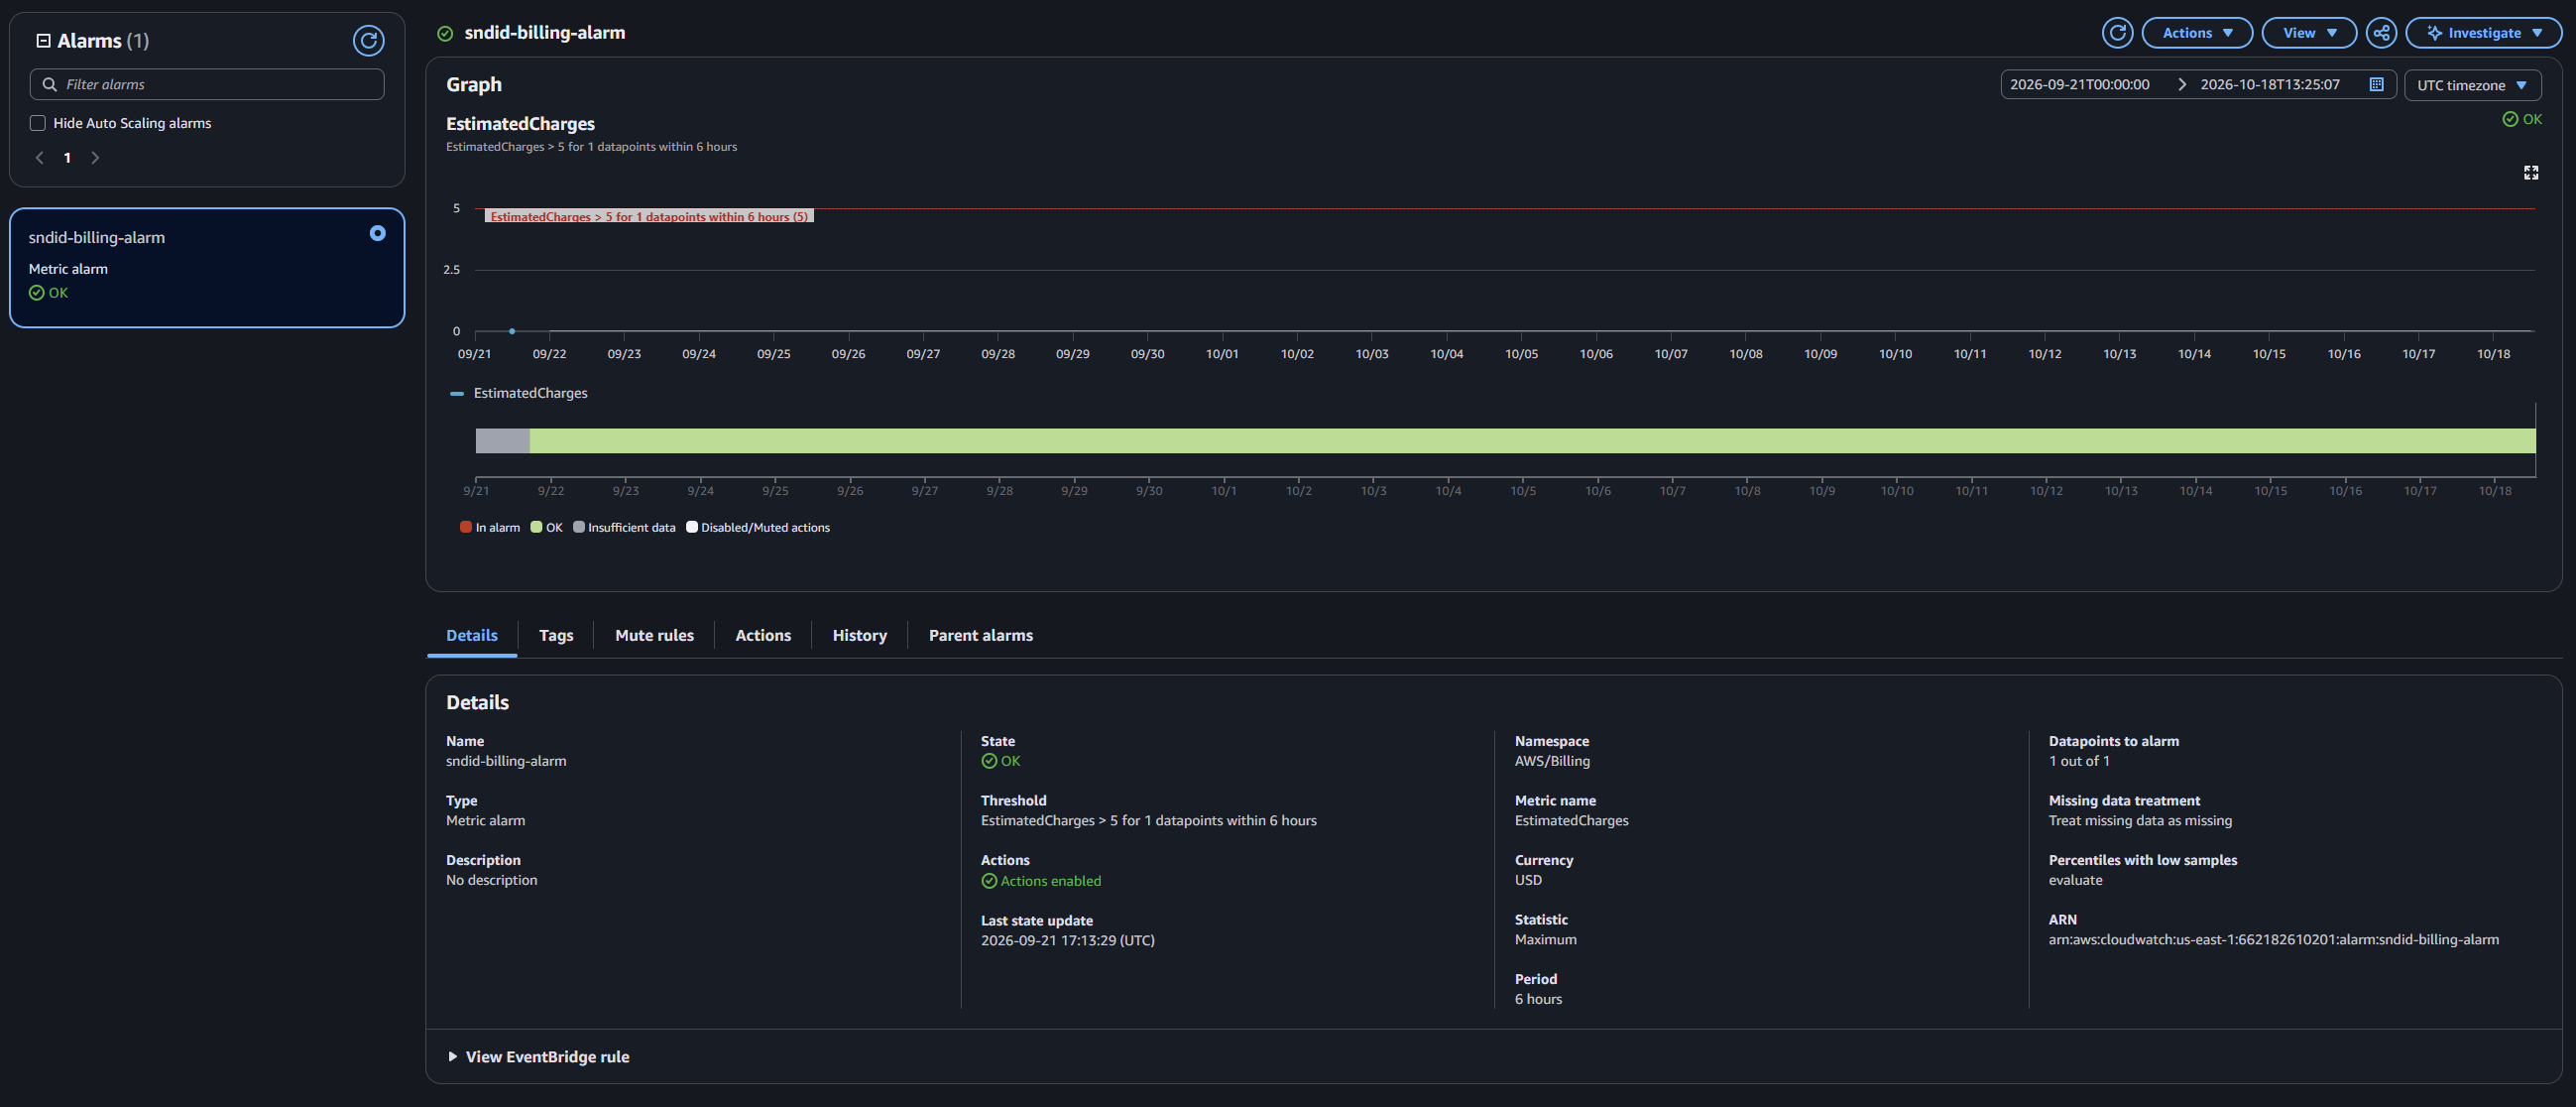 Alarms (1)
Filter alarms
Hide Auto Scaling alarms
1
sndid-billing-alarm
Metric alarm
OK
sndid-billing-alarm
Actions
View
Investigate
Graph
2026-09-21T00:00:00 2026-10-18T13:25:07
UTC timezone
EstimatedCharges
OK
EstimatedCharges > 5 for 1 datapoints within 6 hours
5
EstimatedCharges > 5 for 1 datapoints within 6 hours (5)
2.5
0
09/21 09/22 09/23 09/24 09/25 09/26 09/27 09/28 09/29 09/30 10/01 10/02 10/03 10/04 10/05 10/06 10/07 10/08 10/09 10/10 10/11 10/12 10/13 10/14 10/15 10/16 10/17 10/18
EstimatedCharges
9/21 9/22 9/23 9/24 9/25 9/26 9/27 9/28 9/29 9/30 10/1 10/2 10/3 10/4 10/5 10/6 10/7 10/8 10/9 10/10 10/11 10/12 10/13 10/14 10/15 10/16 10/17 10/18
In alarm OK Insufficient data Disabled/Muted actions
Details Tags Mute rules Actions History Parent alarms
Details
Name
sndid-billing-alarm
Type
Metric alarm
Description
No description
State
OK
Threshold
EstimatedCharges > 5 for 1 datapoints within 6 hours
Actions
Actions enabled
Last state update
2026-09-21 17:13:29 (UTC)
Namespace
AWS/Billing
Metric name
EstimatedCharges
Currency
USD
Statistic
Maximum
Period
6 hours
Datapoints to alarm
1 out of 1
Missing data treatment
Treat missing data as missing
Percentiles with low samples
evaluate
ARN
arn:aws:cloudwatch:us-east-1:662182610201:alarm:sndid-billing-alarm
View EventBridge rule